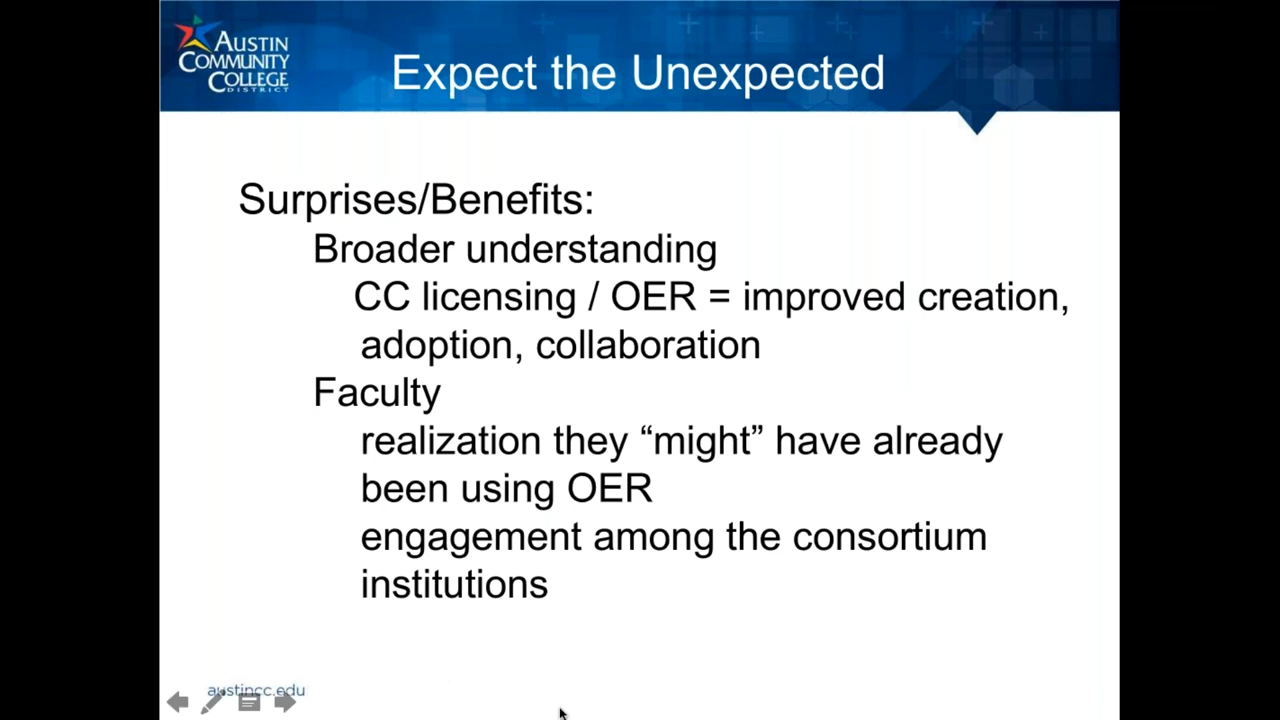 AUSTIN
COMMUNITY
COLLEGE
DISTRICT
Expect the Unexpected
Surprises/Benefits:
Broader understanding
CC licensing / OER = improved creation,
adoption, collaboration
Faculty
realization they “might” have already
been using OER
engagement among the consortium
institutions
austincc.edu